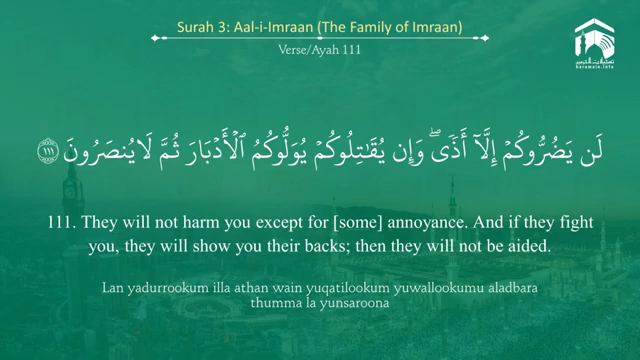 Surah 3: Aal-i-Imraan (The Family of Imraan)
Verse/Ayah 111
haramain.info
لَن يَضُرُّوكُمْ إِلَّآ أَذًى ۖ وَإِن يُقَٰتِلُوكُمْ يُوَلُّوكُمُ ٱلْأَدْبَارَ ثُمَّ لَا يُنصَرُونَ ١١١
111. They will not harm you except for [some] annoyance. And if they fight
you, they will show you their backs; then they will not be aided.
Lan yadurrookum illa athan wain yuqatilookum yuwallookumu aladbara
thumma la yunsaroona